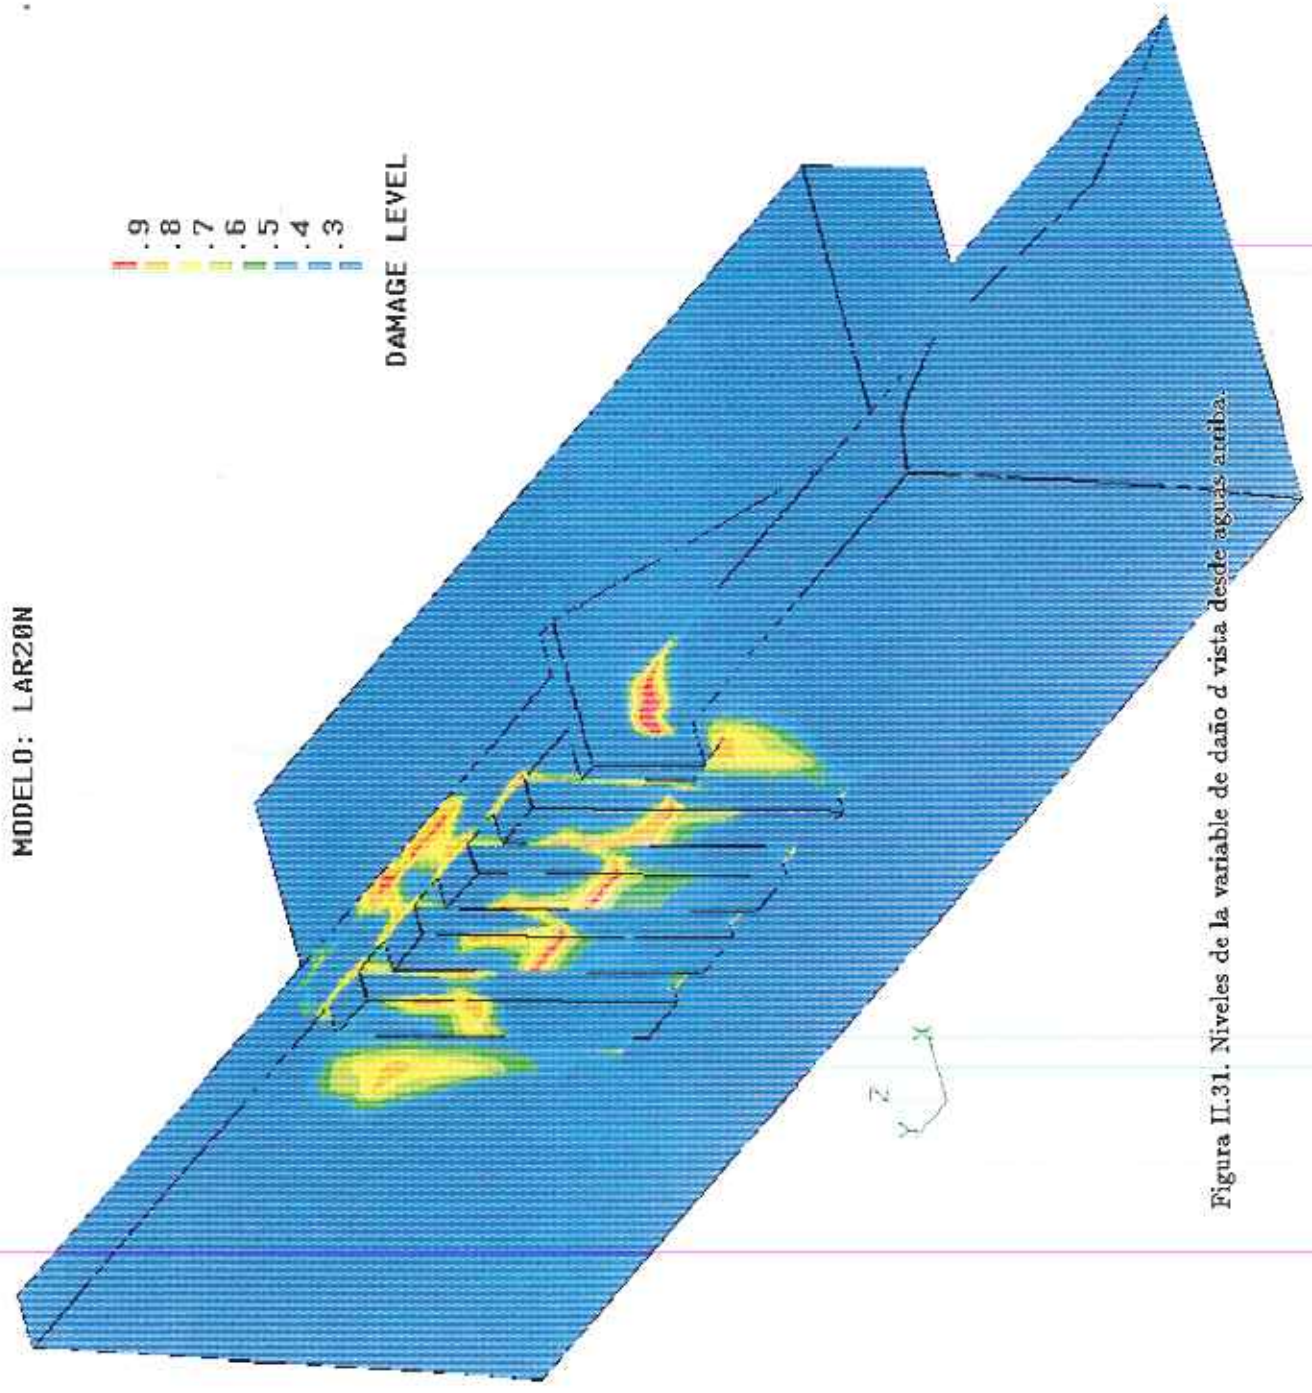 MODELO: LAR20N
.9
.8
.7
.6
.5
.4
.3
DAMAGE LEVEL
Z
Y
X
Figura II.31. Niveles de la variable de daño d vista desde aguas arriba.